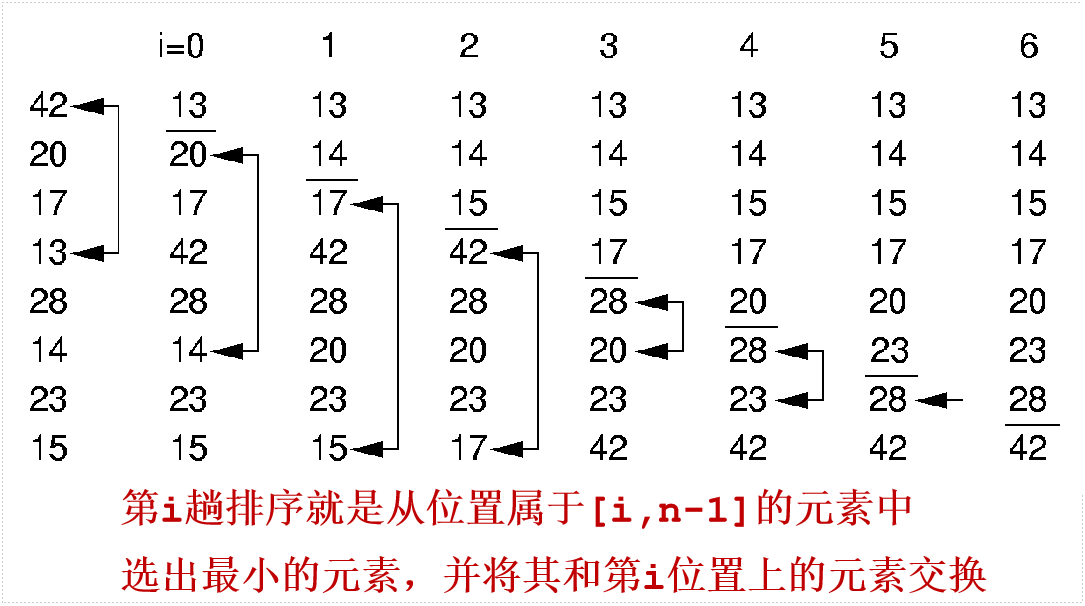 i=0 1 2 3 4 5 6
42 13 13 13 13 13 13 13
20 20 14 14 14 14 14 14
17 17 17 15 15 15 15 15
13 42 42 42 17 17 17 17
28 28 28 28 28 20 20 20
14 14 20 20 20 28 23 23
23 23 23 23 23 23 28 28
15 15 15 17 42 42 42 42
第i趟排序就是从位置属于[i,n-1]的元素中
选出最小的元素，并将其和第i位置上的元素交换